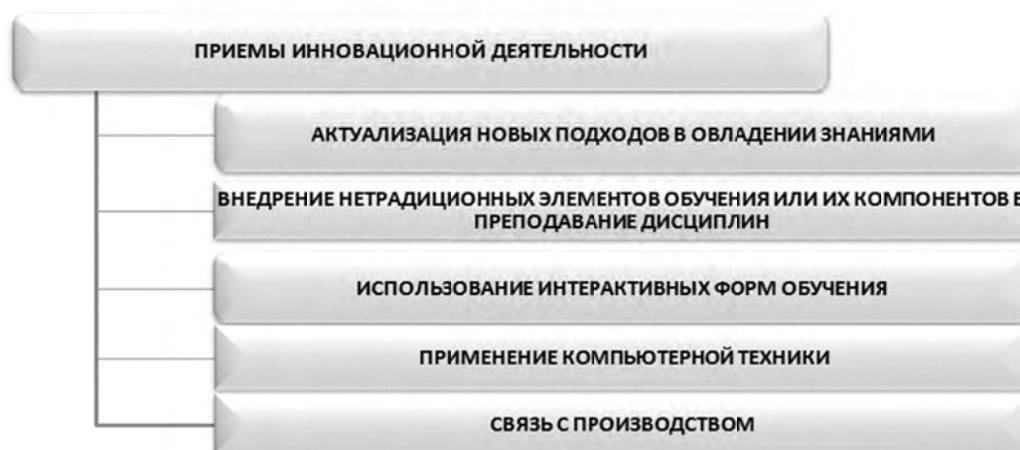 ПРИЕМЫ ИННОВАЦИОННОЙ ДЕЯТЕЛЬНОСТИ
АКТУАЛИЗАЦИЯ НОВЫХ ПОДХОДОВ В ОВЛАДЕНИИ ЗНАНИЯМИ
ВНЕДРЕНИЕ НЕТРАДИЦИОННЫХ ЭЛЕМЕНТОВ ОБУЧЕНИЯ ИЛИ ИХ КОМПОНЕНТОВ В
ПРЕПОДАВАНИЕ ДИСЦИПЛИН
ИСПОЛЬЗОВАНИЕ ИНТЕРАКТИВНЫХ ФОРМ ОБУЧЕНИЯ
ПРИМЕНЕНИЕ КОМПЬЮТЕРНОЙ ТЕХНИКИ
СВЯЗЬ С ПРОИЗВОДСТВОМ